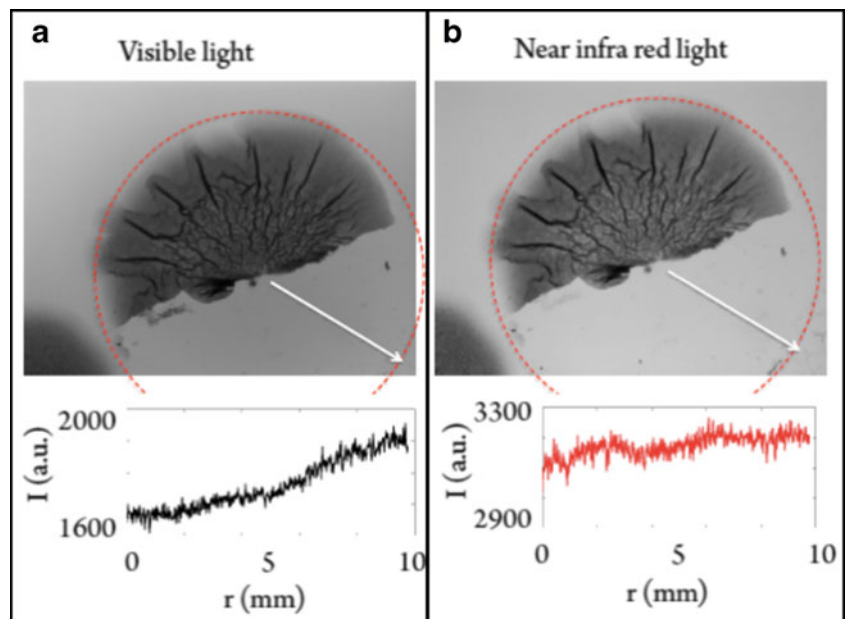 a
Visible light
2000
I (a.u.)
1600
0 5 10
r (mm)
b
Near infra red light
3300
I (a.u.)
2900
0 5 10
r (mm)